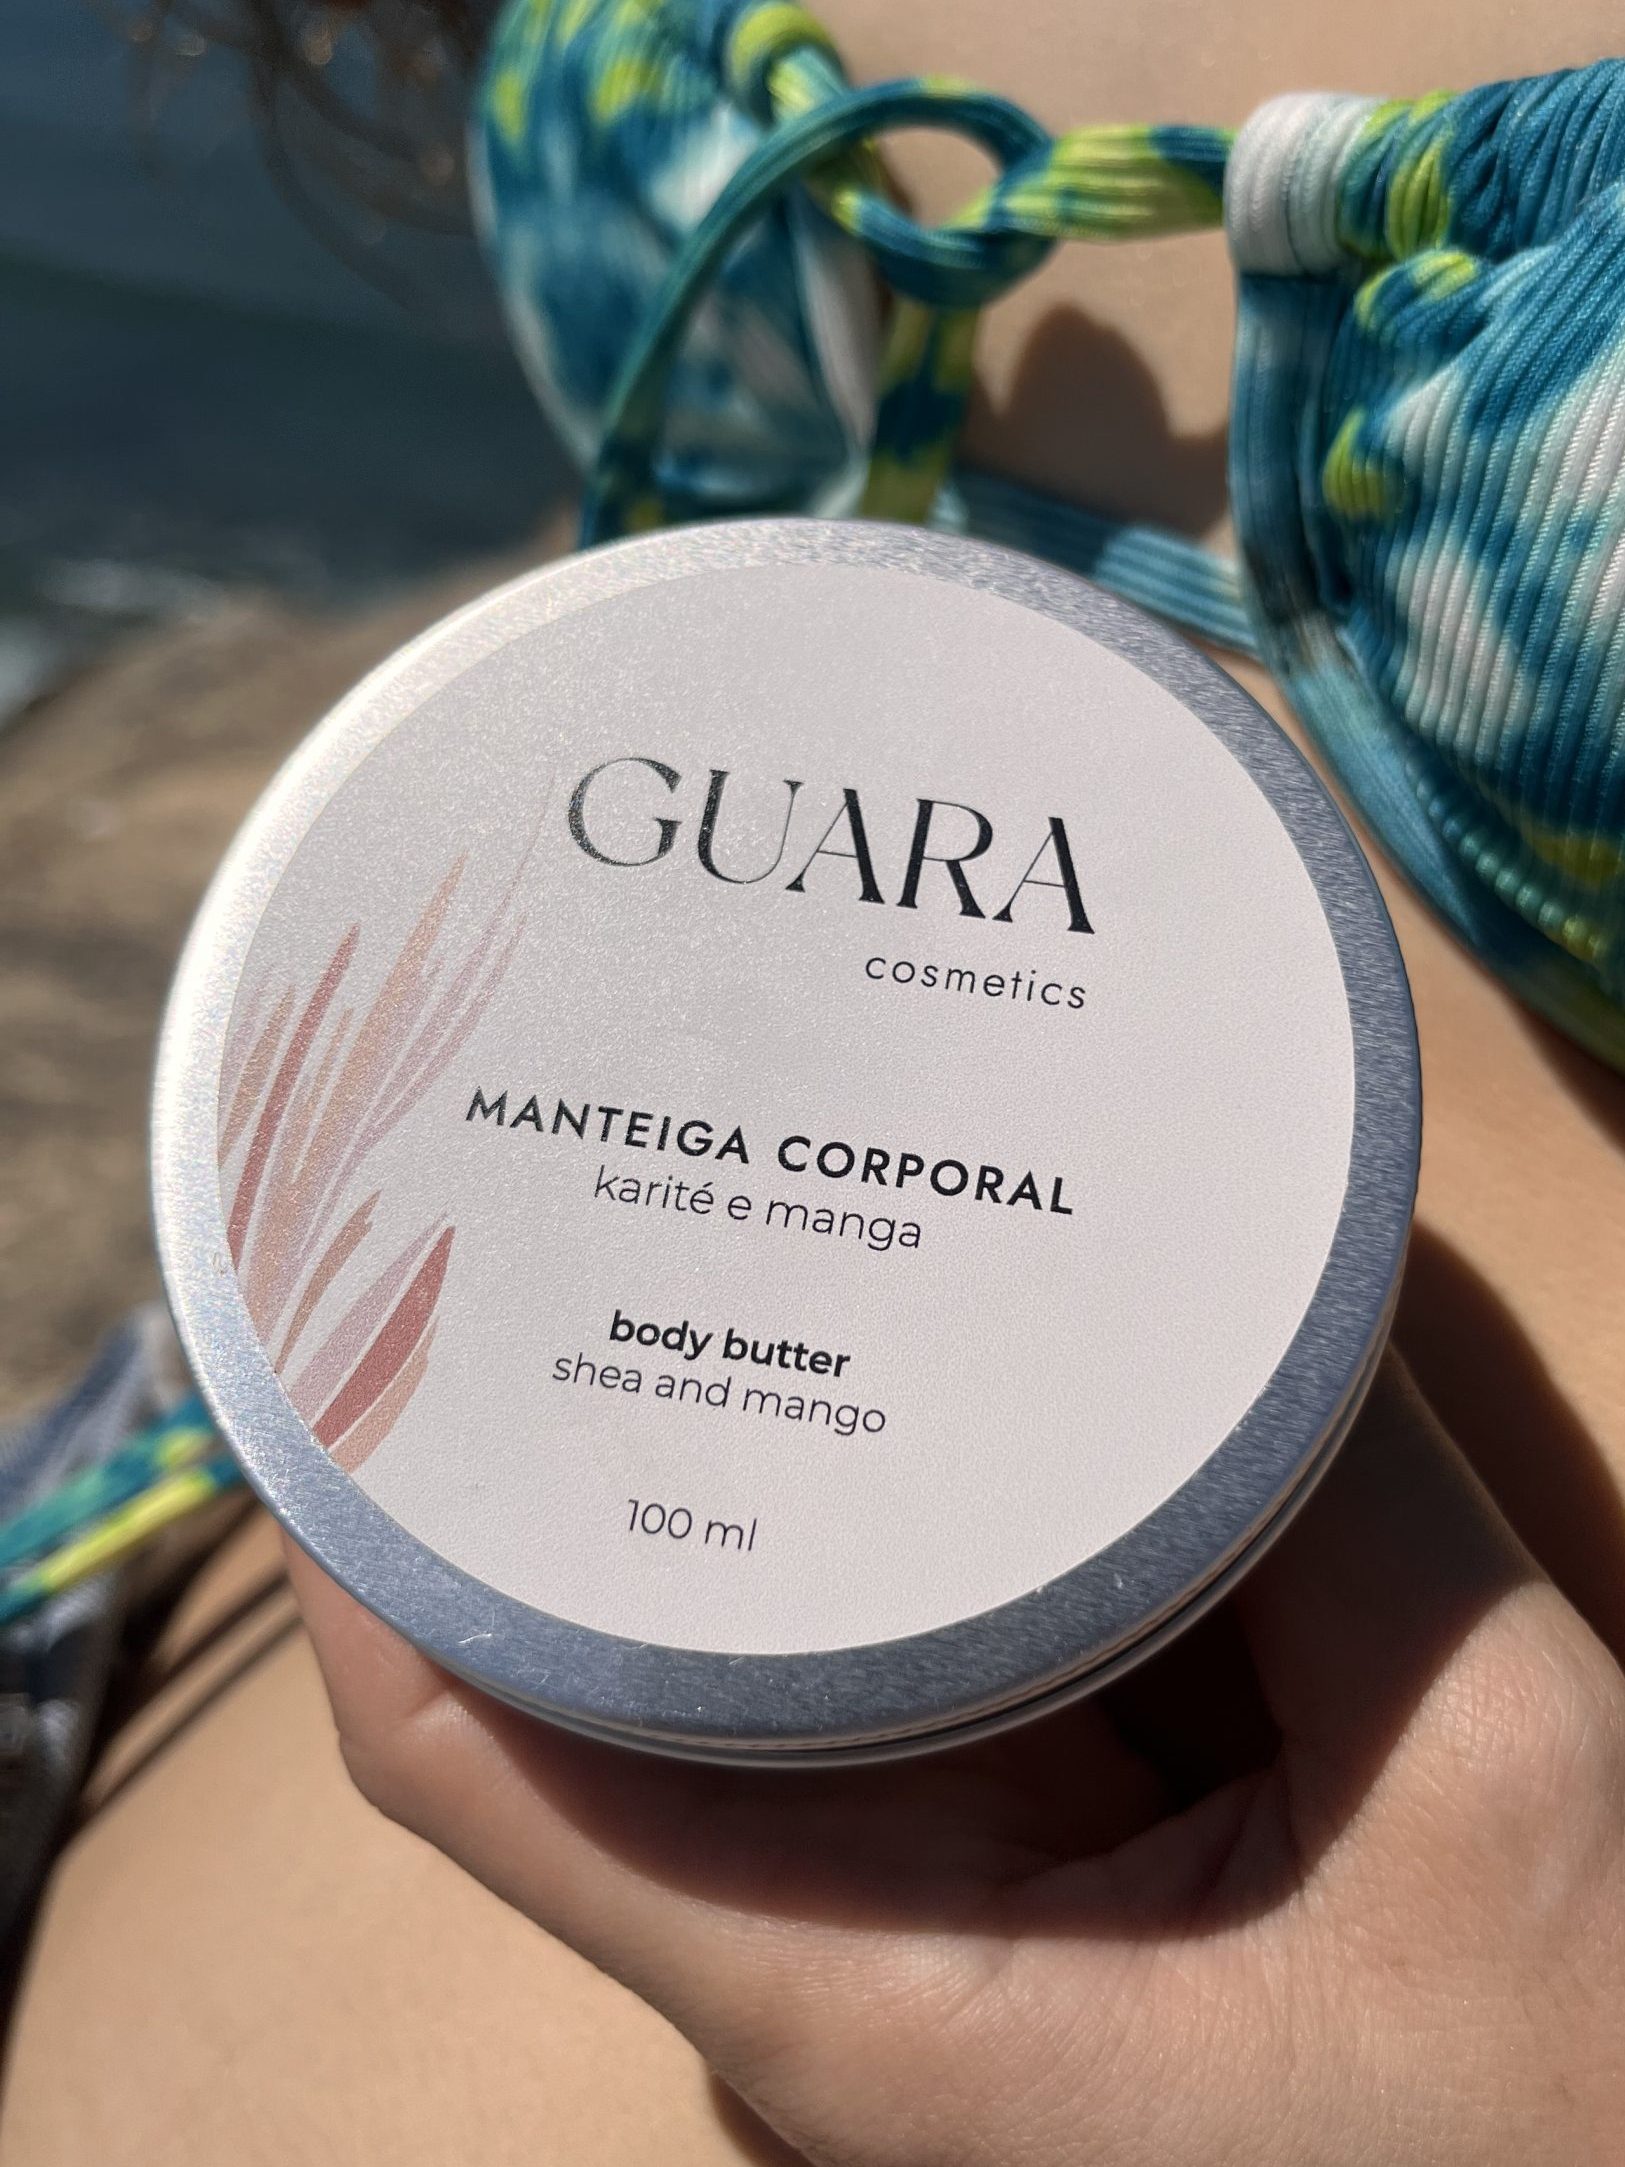 GUARA
cosmetics
MANTEIGA CORPORAL
karité e manga
body butter
shea and mango
100 ml